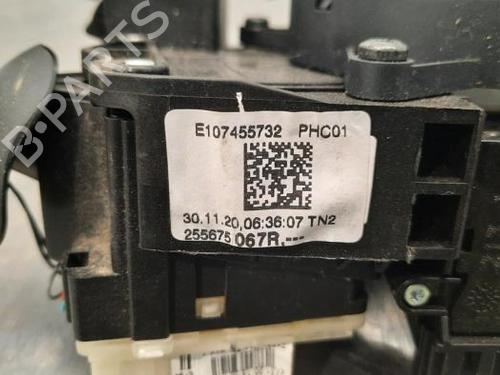 E107455732 PHC01
30.11.20,06:36:07 TN2
255675 067R.---
B-PARTS